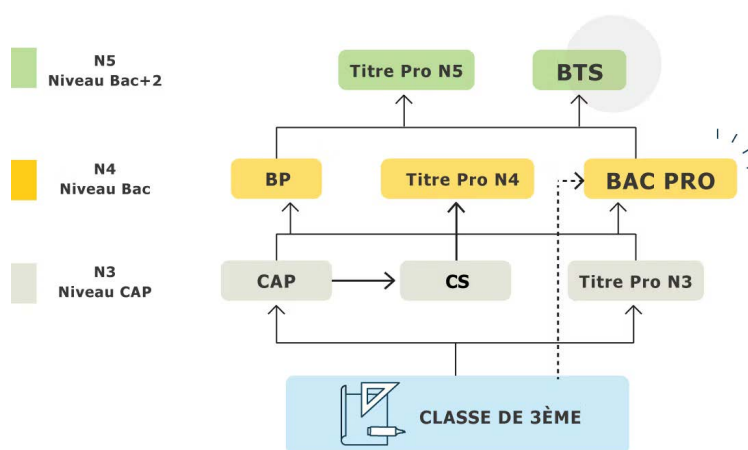 N5
Niveau Bac+2
Titre Pro N5
BTS
N4
Niveau Bac
BP
Titre Pro N4
BAC PRO
N3
Niveau CAP
CAP
CS
Titre Pro N3
CLASSE DE 3ÈME